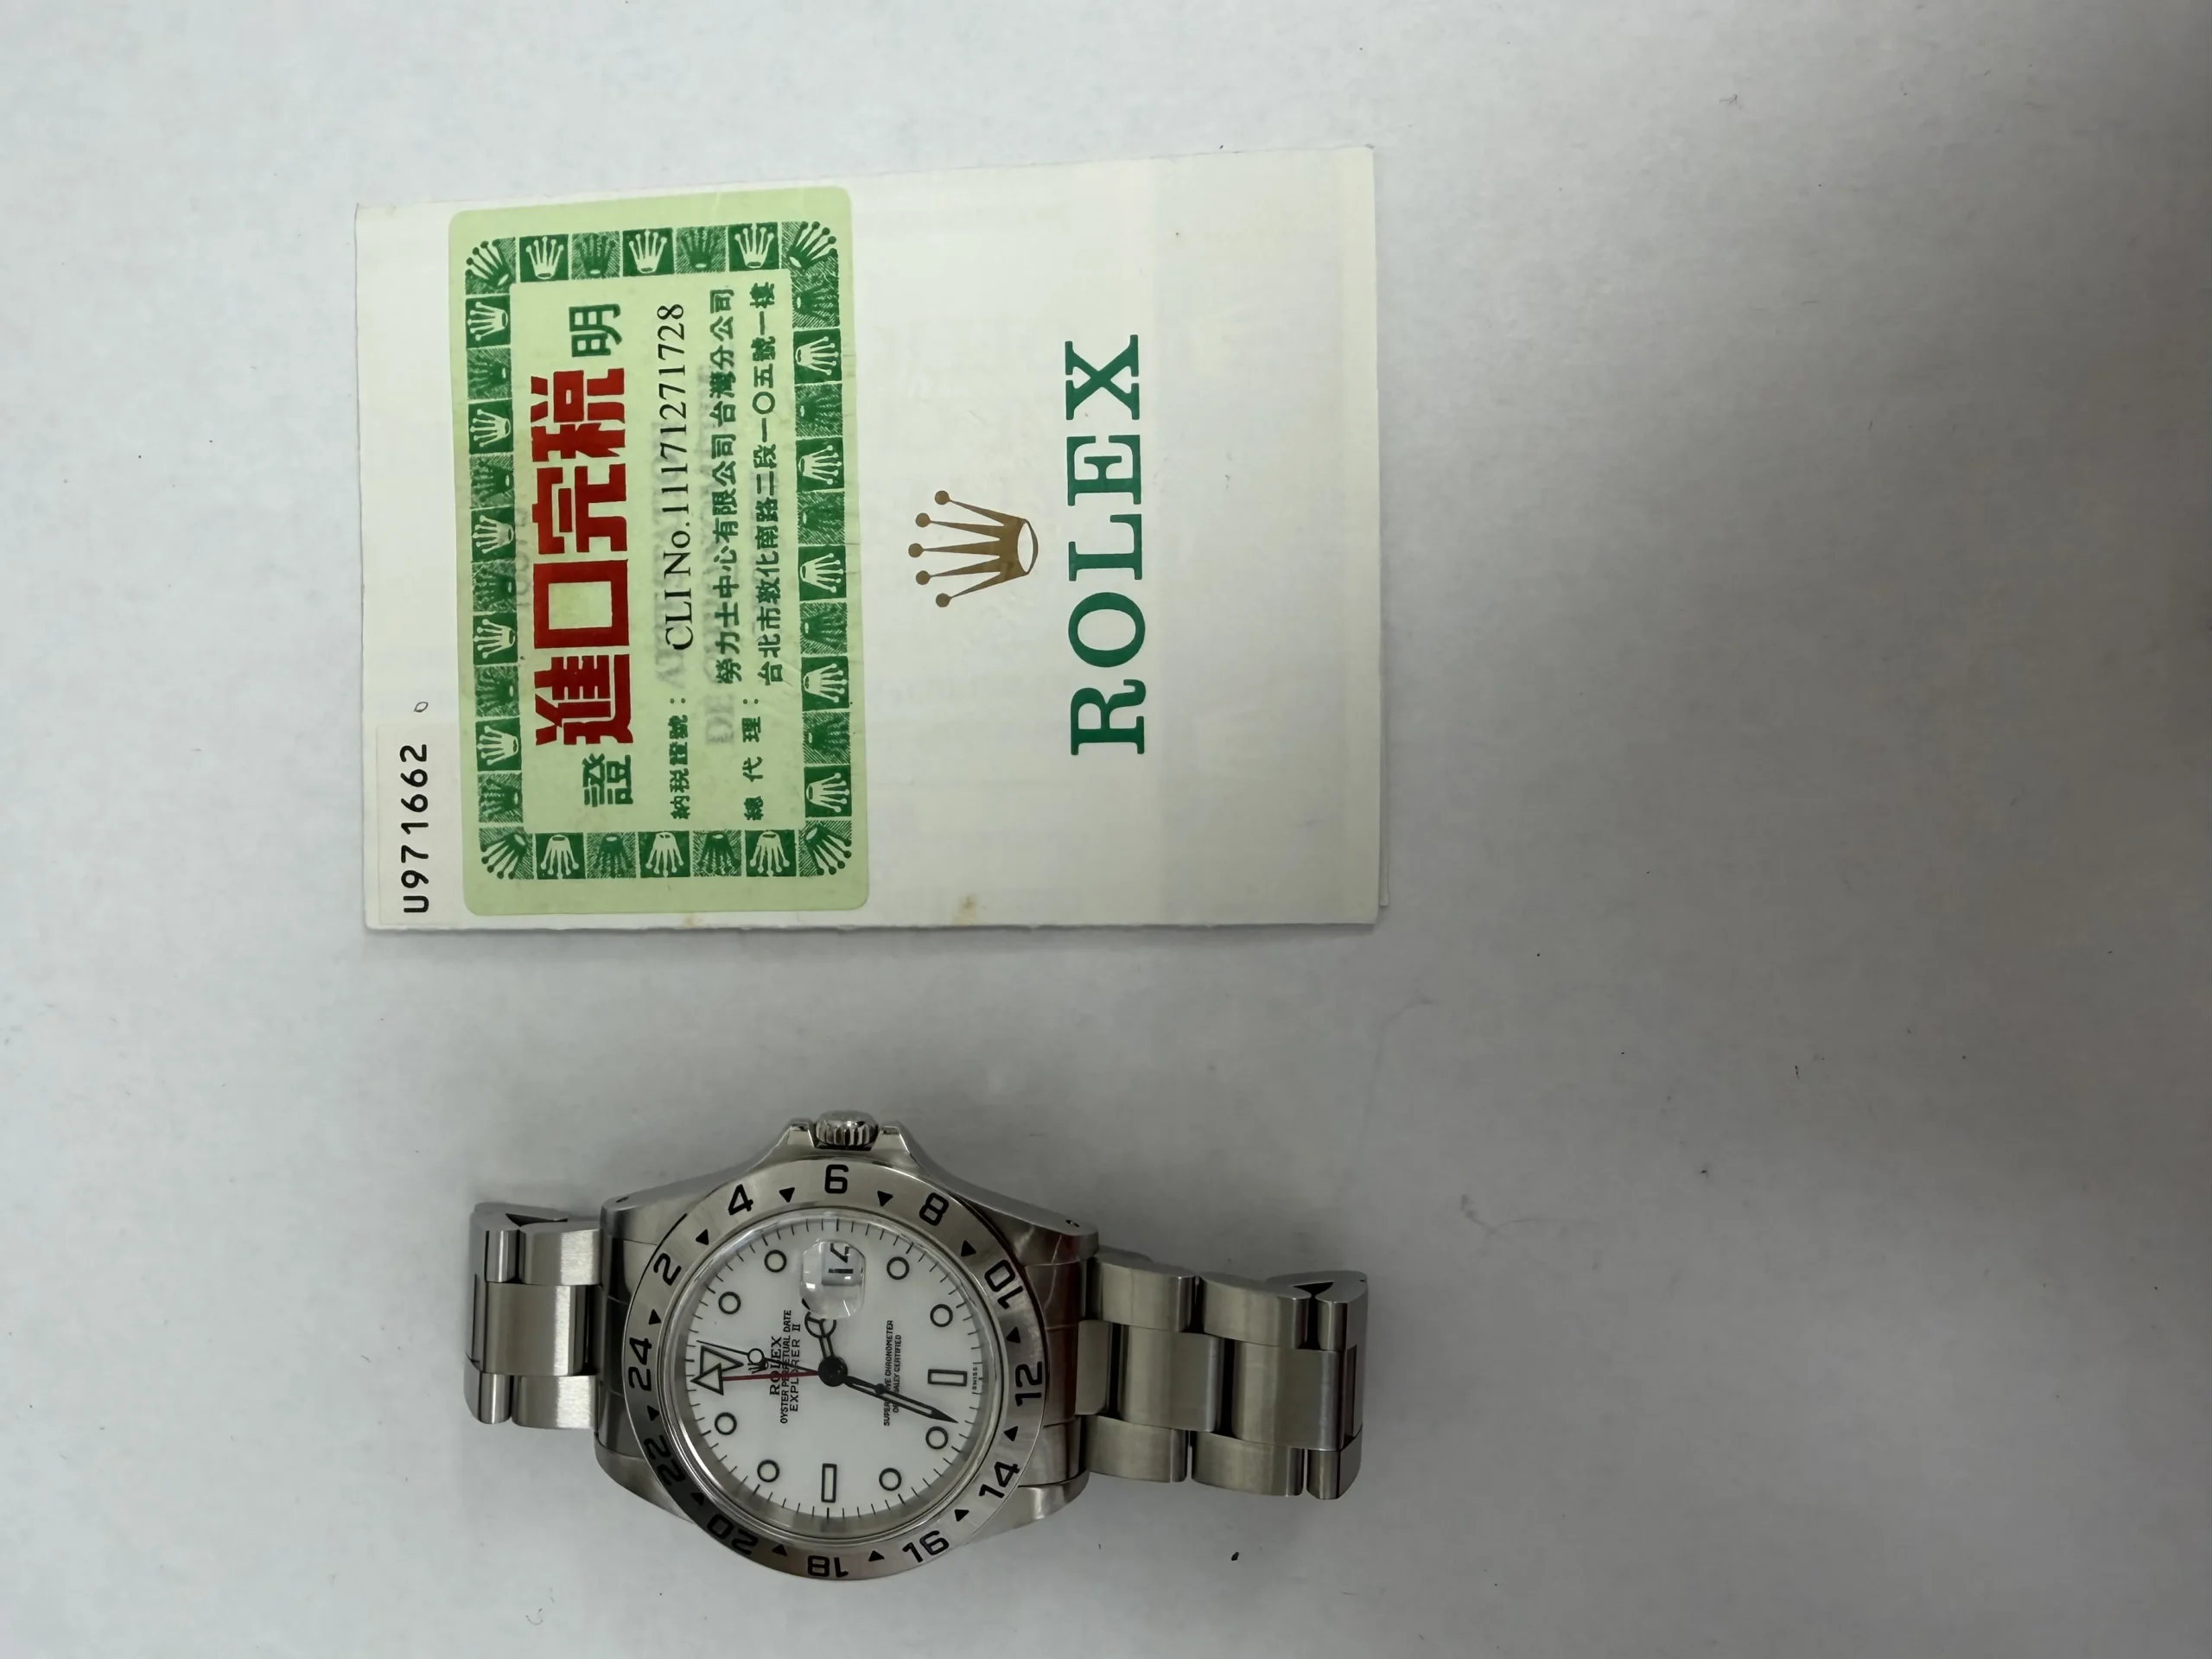 U971662
0
證 進口完稅 明
納稅證號： CLI No.11171271728
總代理： 勞力士中心有限公司台灣分公司
台北市敦化南路二段一〇五號一樓
ROLEX
24
2
4
6
8
10
12
14
16
18
20
22
ROLEX
OYSTER PERPETUAL DATE
EXPLORER II
14
CHRONOMETER
CERTIFIED
SWISS